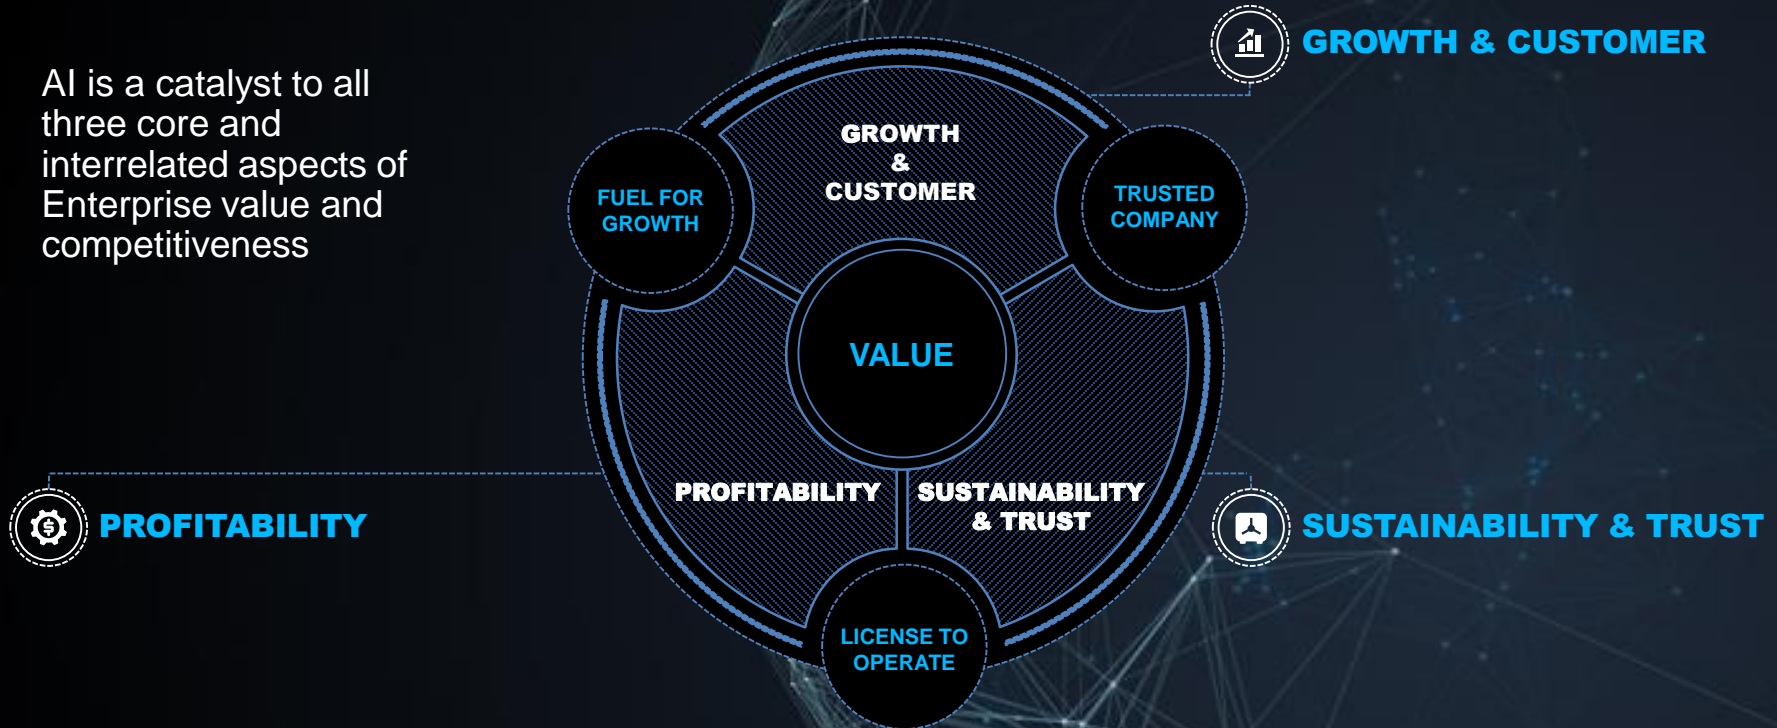 AI is a catalyst to all
three core and
interrelated aspects of
Enterprise value and
competitiveness
GROWTH & CUSTOMER
GROWTH
&
CUSTOMER
FUEL FOR
GROWTH
TRUSTED
COMPANY
VALUE
PROFITABILITY
SUSTAINABILITY
& TRUST
PROFITABILITY
SUSTAINABILITY & TRUST
LICENSE TO
OPERATE